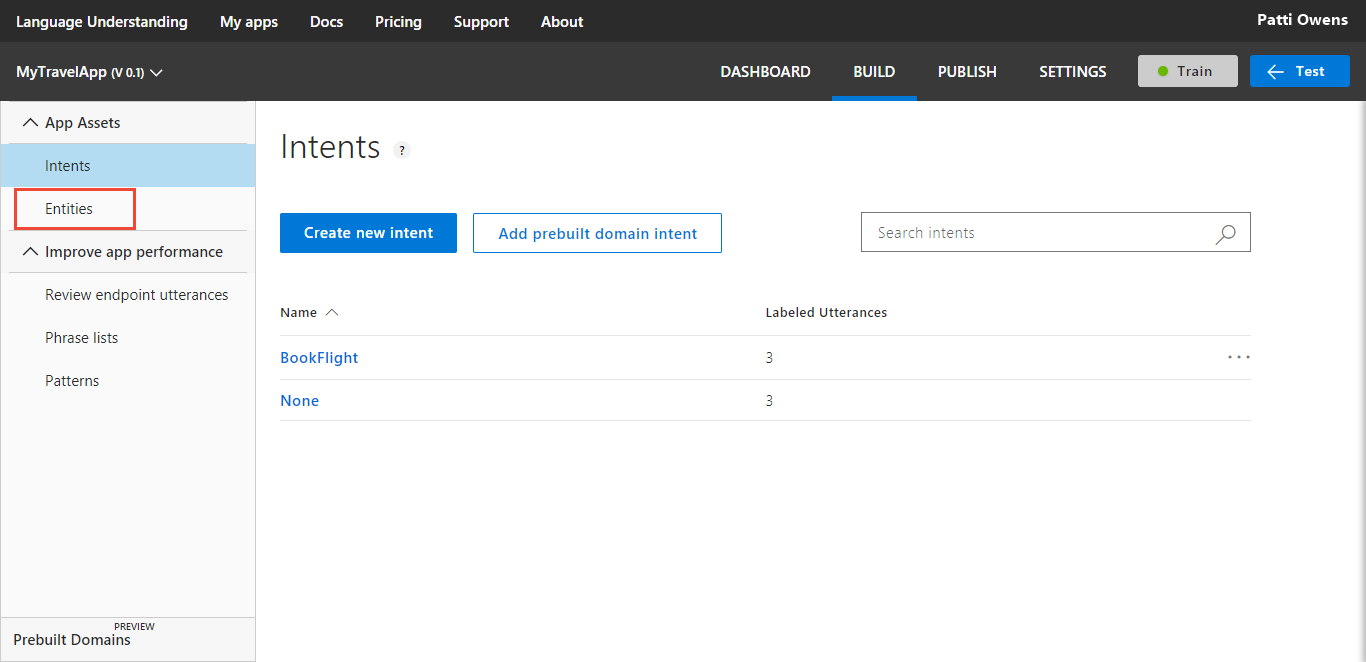 Language Understanding My apps Docs Pricing Support About Patti Owens
MyTravelApp (V 0.1) DASHBOARD BUILD PUBLISH SETTINGS Train Test
App Assets
Intents
Entities
Improve app performance
Review endpoint utterances
Phrase lists
Patterns
PREVIEW
Prebuilt Domains
Intents ?
Create new intent Add prebuilt domain intent Search intents
Name Labeled Utterances
BookFlight 3 ...
None 3